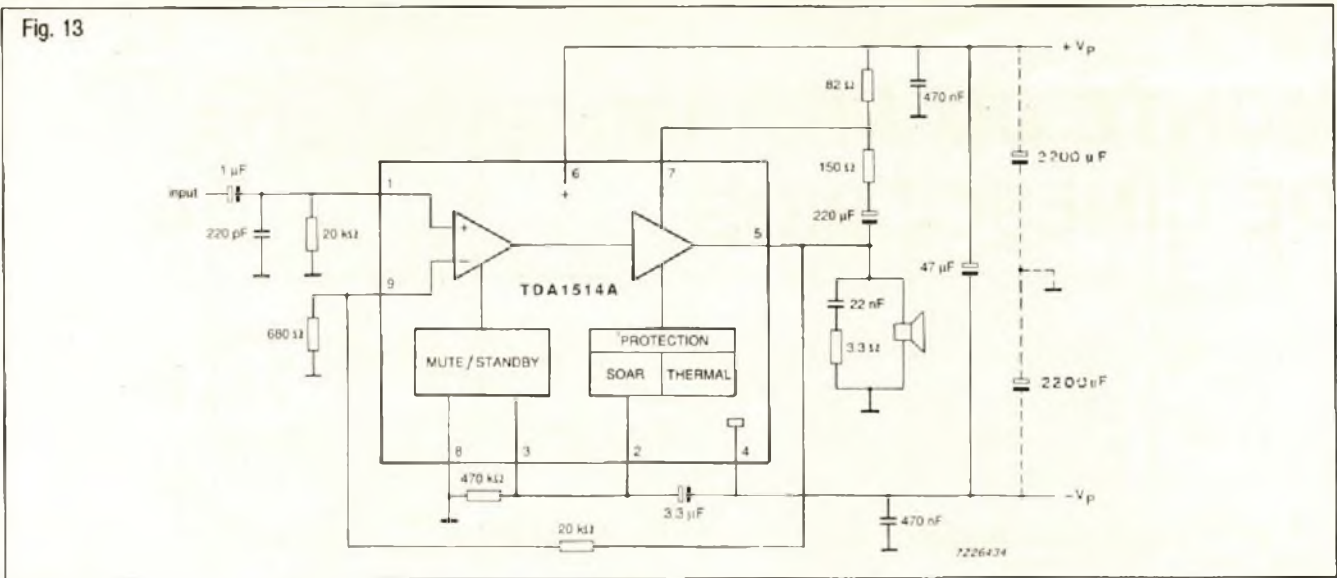 Fig. 13
+ Vp
82 Ω
470 nF
1 µF
6
7
150 Ω
2200 µF
input
1
+
220 µF
220 pF
20 kΩ
+
5
−
47 µF
9
TDA1514A
22 nF
680 Ω
PROTECTION
3.3 Ω
MUTE / STANDBY
SOAR
THERMAL
2200 µF
8
3
2
4
470 kΩ
−Vp
3.3 µF
470 nF
20 kΩ
7226434